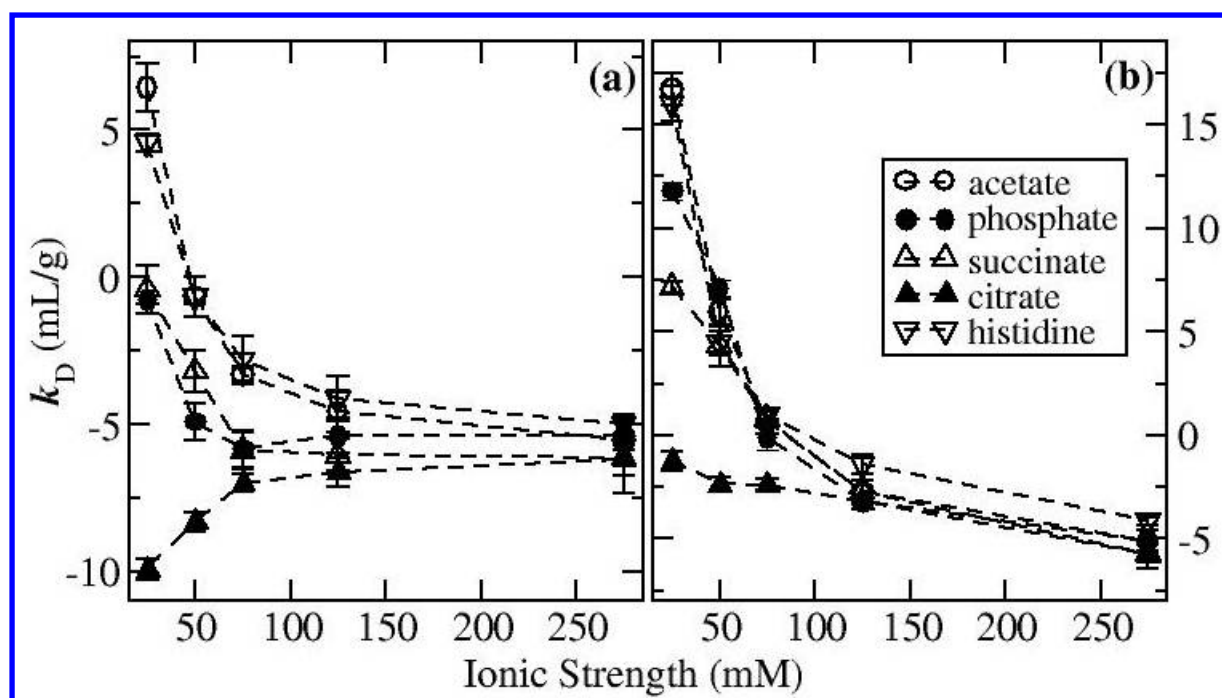 (a)
(b)
5
0
-5
-10
15
10
5
0
-5
acetate
phosphate
succinate
citrate
histidine
k_D (mL/g)
50 100 150 200 250
50 100 150 200 250
Ionic Strength (mM)